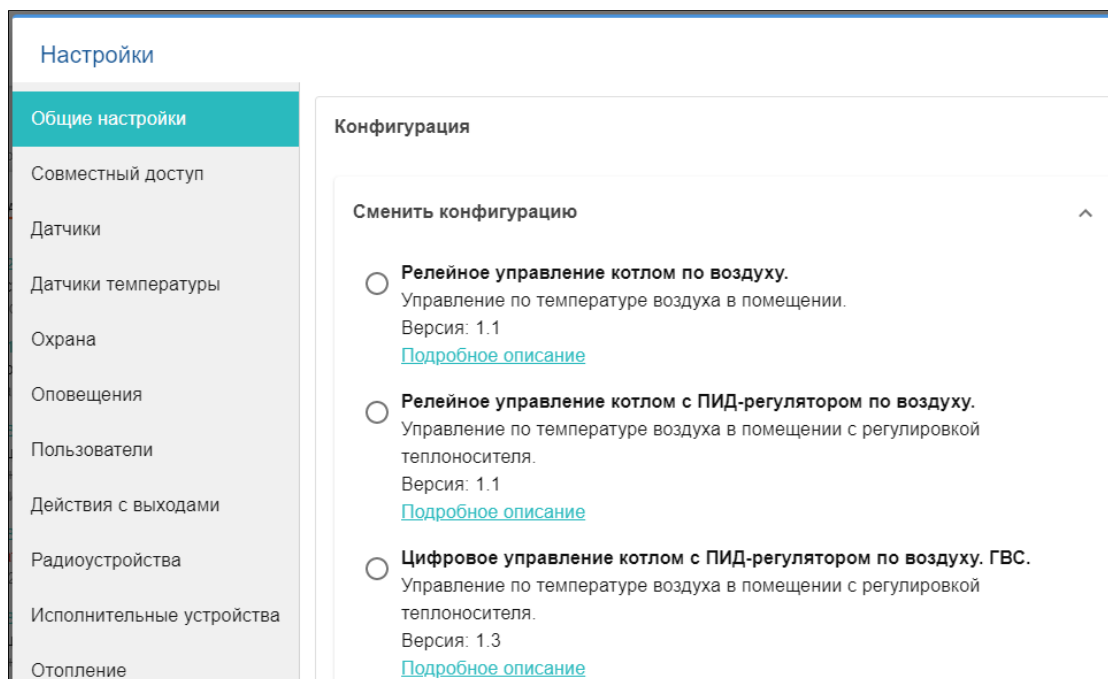 Настройки
Общие настройки
Совместный доступ
Датчики
Датчики температуры
Охрана
Оповещения
Пользователи
Действия с выходами
Радиоустройства
Исполнительные устройства
Отопление
Конфигурация
Сменить конфигурацию
Релейное управление котлом по воздуху.
Управление по температуре воздуха в помещении.
Версия: 1.1
Подробное описание
Релейное управление котлом с ПИД-регулятором по воздуху.
Управление по температуре воздуха в помещении с регулировкой
теплоносителя.
Версия: 1.1
Подробное описание
Цифровое управление котлом с ПИД-регулятором по воздуху. ГВС.
Управление по температуре воздуха в помещении с регулировкой
теплоносителя.
Версия: 1.3
Подробное описание